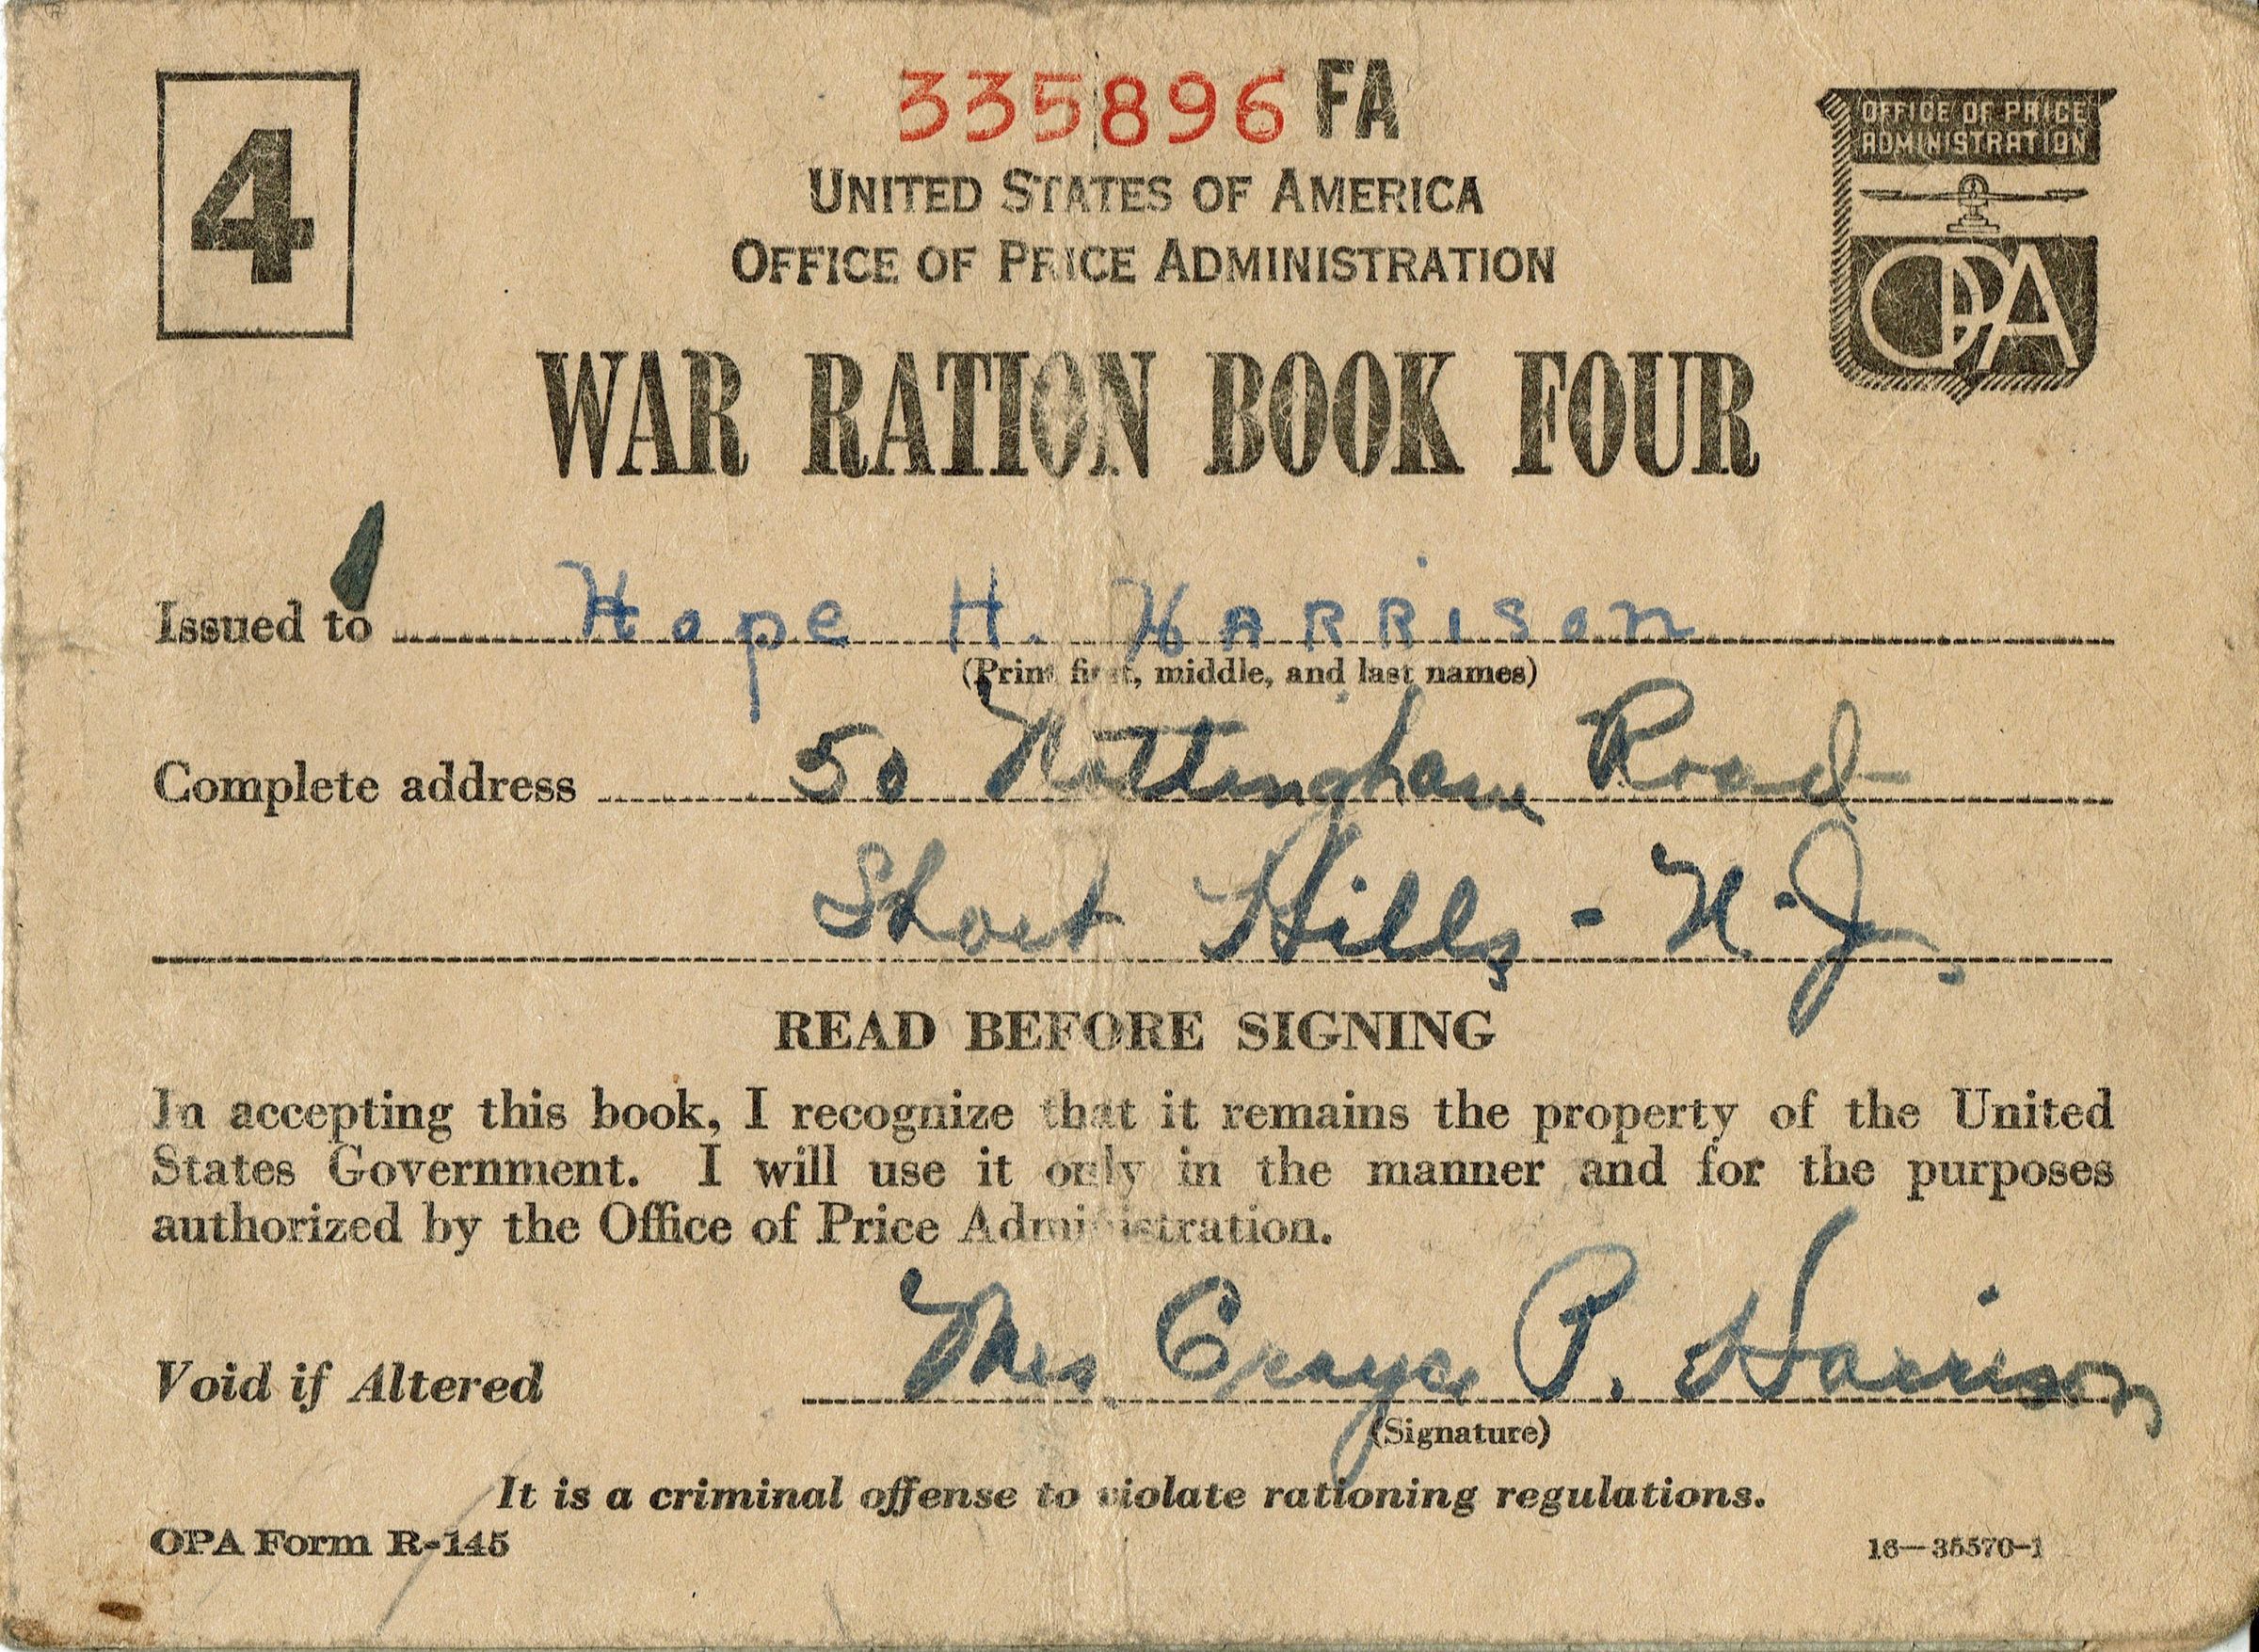 4
335896 FA
UNITED STATES OF AMERICA
OFFICE OF PRICE ADMINISTRATION
OFFICE OF PRICE
ADMINISTRATION
OPA
WAR RATION BOOK FOUR
Issued to Hope H. HARRISon
(Print first, middle, and last names)
Complete address 50 Nottingham Road
Short Hills - N.J.
READ BEFORE SIGNING
In accepting this book, I recognize that it remains the property of the United
States Government. I will use it only in the manner and for the purposes
authorized by the Office of Price Administration.
Void if Altered Mrs. Grayce P. Harrison
(Signature)
It is a criminal offense to violate rationing regulations.
OPA Form R-145 16—35570-1